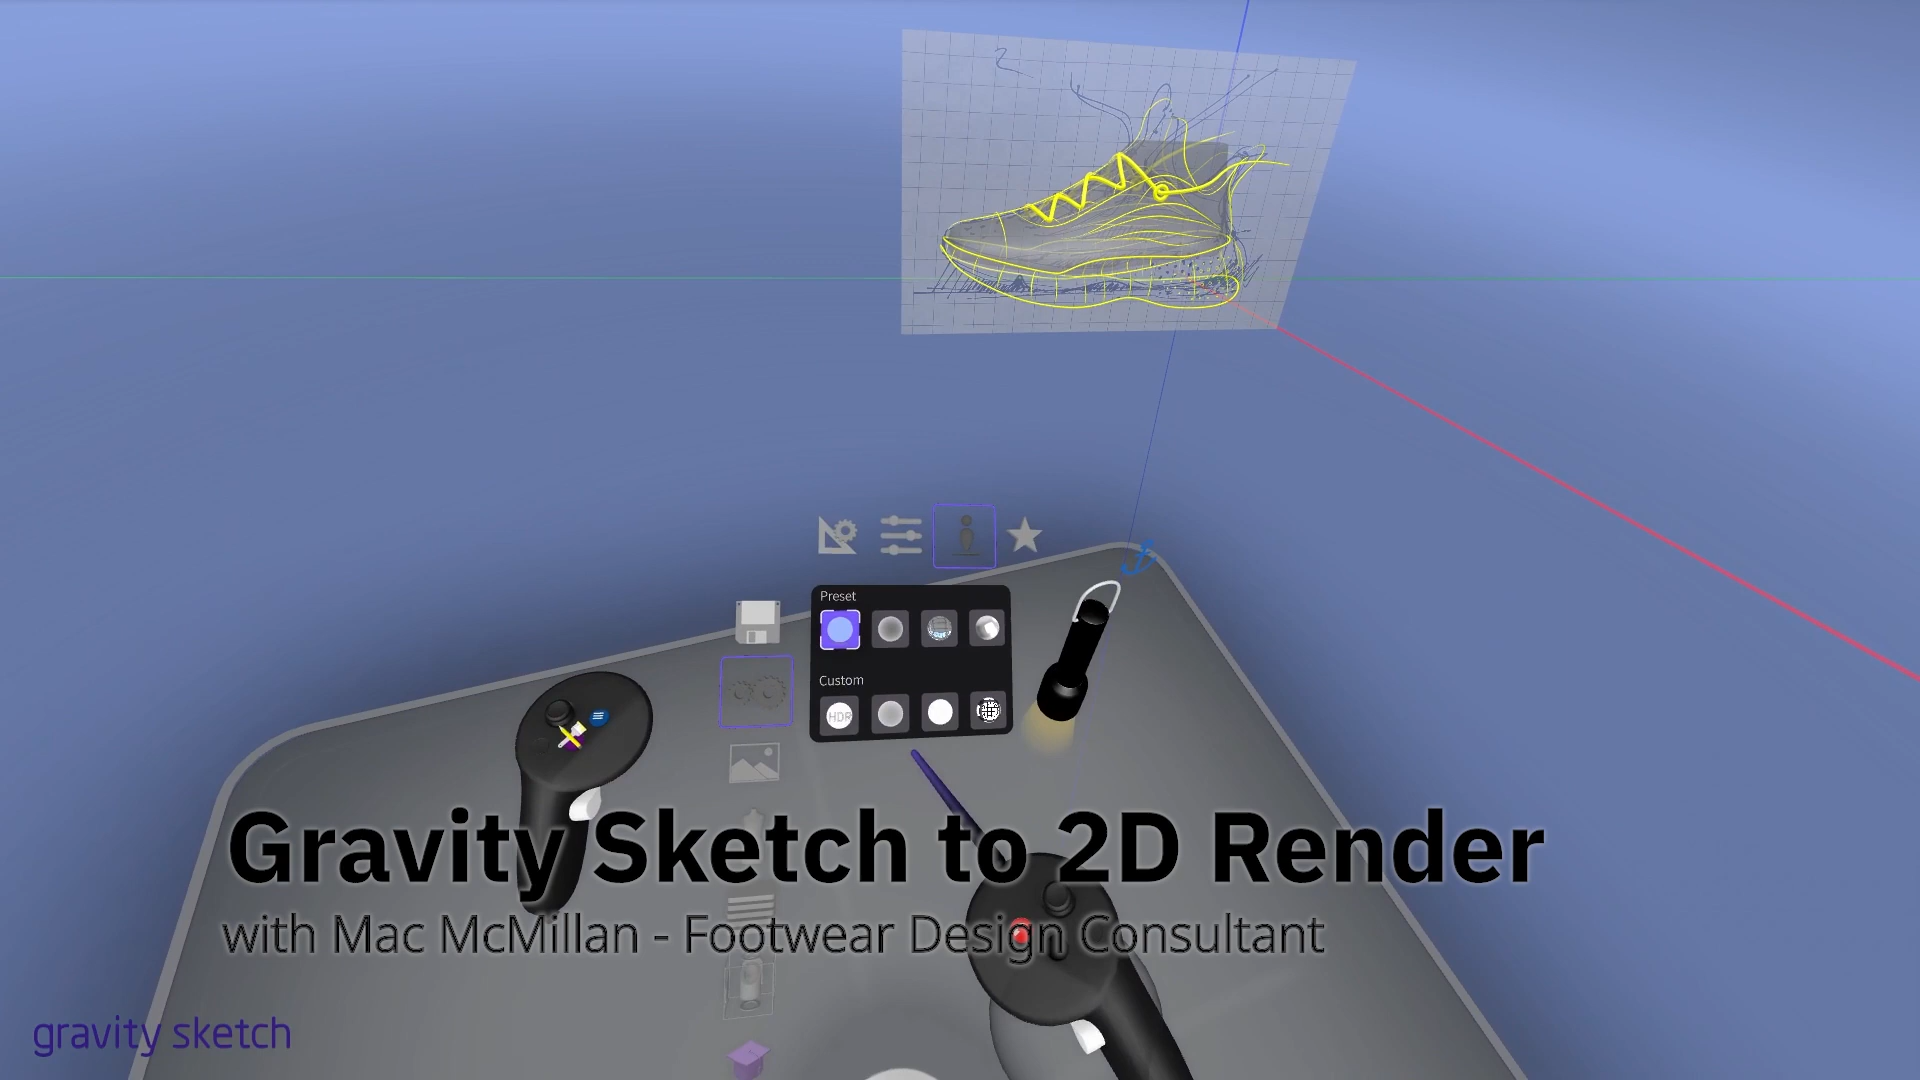 Preset
Custom
HDR
Gravity Sketch to 2D Render
with Mac McMillan - Footwear Design Consultant
gravity sketch